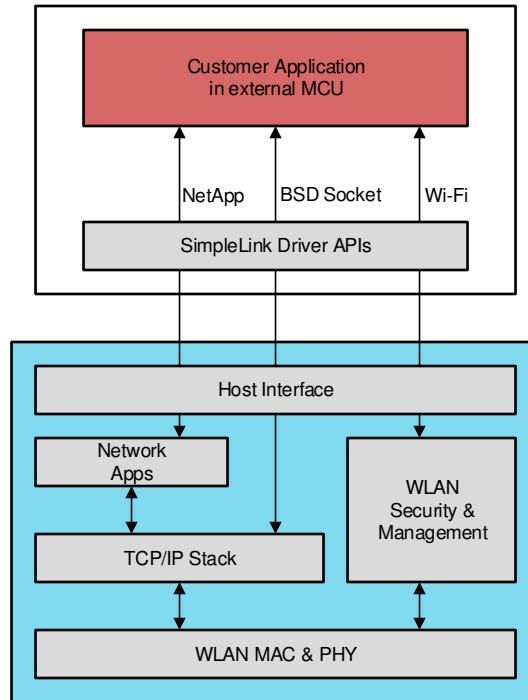 Customer Application
in external MCU
NetApp
BSD Socket
Wi-Fi
SimpleLink Driver APIs
Host Interface
Network
Apps
WLAN
Security &
Management
TCP/IP Stack
WLAN MAC & PHY